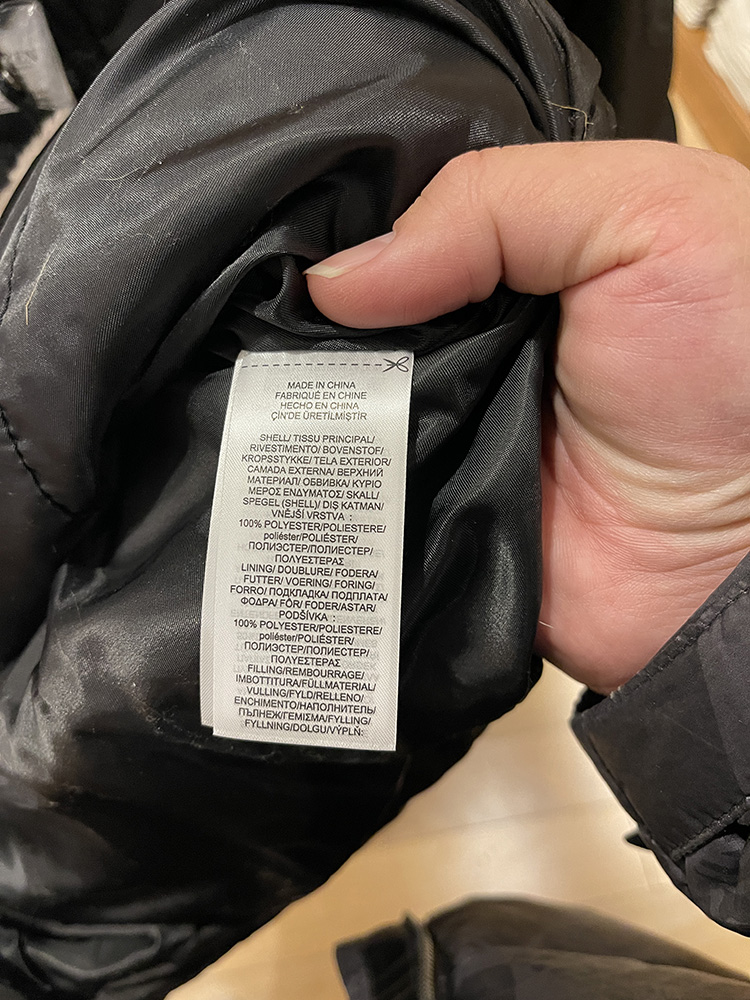 MADE IN CHINA
FABRIQUÉ EN CHINE
HECHO EN CHINA
ÇİN'DE ÜRETİLMİŞTİR
SHELL/ TISSU PRINCIPAL/
RIVESTIMENTO/ BOVENSTOF/
KROPSSTYKKE/ TELA EXTERIOR/
CAMADA EXTERNA/ ВЕРХНИЙ
МАТЕРИАЛ/ ОБВИВКА/ ΚΥΡΙΟ
ΜΕΡΟΣ ΕΝΔΥΜΑΤΟΣ/ SKALL/
SPEGEL (SHELL)/ DIŞ KATMAN/
VNĚJŠÍ VRSTVA :
100% POLYESTER/POLIESTERE/
poliéster/POLIÉSTER/
ПОЛИЭСТЕР/ПОЛИЕСТЕР/
ΠΟΛΥΕΣΤΕΡΑΣ
LINING/ DOUBLURE/ FODERA/
FUTTER/ VOERING/ FORING/
FORRO/ ПОДКЛАДКА/ ПОДПЛАТА/
ΦΟΔΡΑ/ FÔR/ FODER/ASTAR/
PODŠÍVKA :
100% POLYESTER/POLIESTERE/
poliéster/POLIÉSTER/
ПОЛИЭСТЕР/ПОЛИЕСТЕР/
ΠΟΛΥΕΣΤΕΡΑΣ
FILLING/REMBOURRAGE/
IMBOTTITURA/FÜLLMATERIAL/
VULLING/FYLD/RELLENO/
ENCHIMENTO/НАПОЛНИТЕЛЬ/
ПЪЛНЕЖ/ΓΕΜΙΣΜΑ/FYLLING/
FYLLNING/DOLGU/VÝPLŇ: